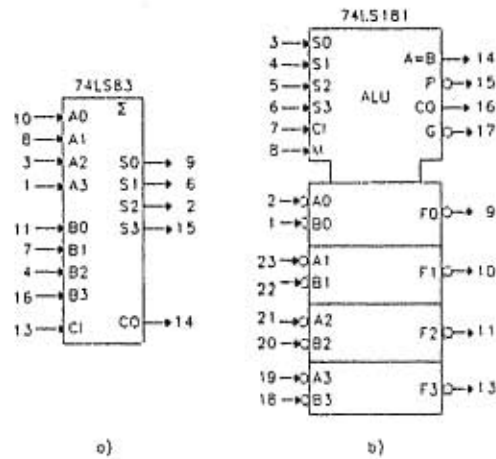 74LS83
Σ
10 A0
8 A1
3 A2
1 A3
S0 9
S1 6
S2 2
S3 15
11 B0
7 B1
4 B2
16 B3
13 CI
CO 14
a)
74LS181
ALU
3 S0
4 S1
5 S2
6 S3
7 CI
8 M
A=B 14
P 15
CO 16
G 17
2 A0
1 B0
F0 9
23 A1
22 B1
F1 10
21 A2
20 B2
F2 11
19 A3
18 B3
F3 13
b)